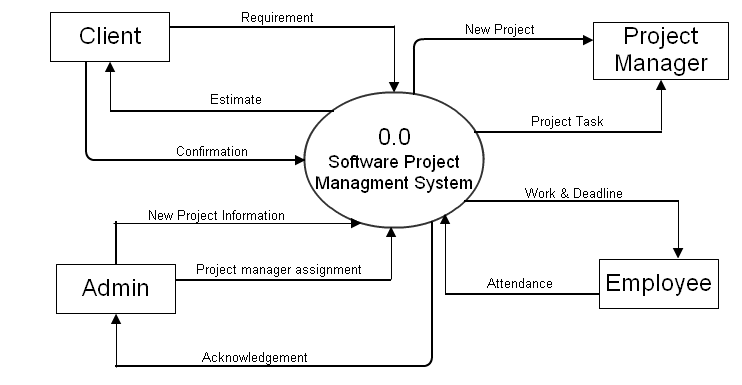 Client
Requirement
New Project
Project
Manager
Estimate
Project Task
Confirmation
0.0
Software Project
Managment System
Work & Deadline
New Project Information
Project manager assignment
Attendance
Employee
Admin
Acknowledgement